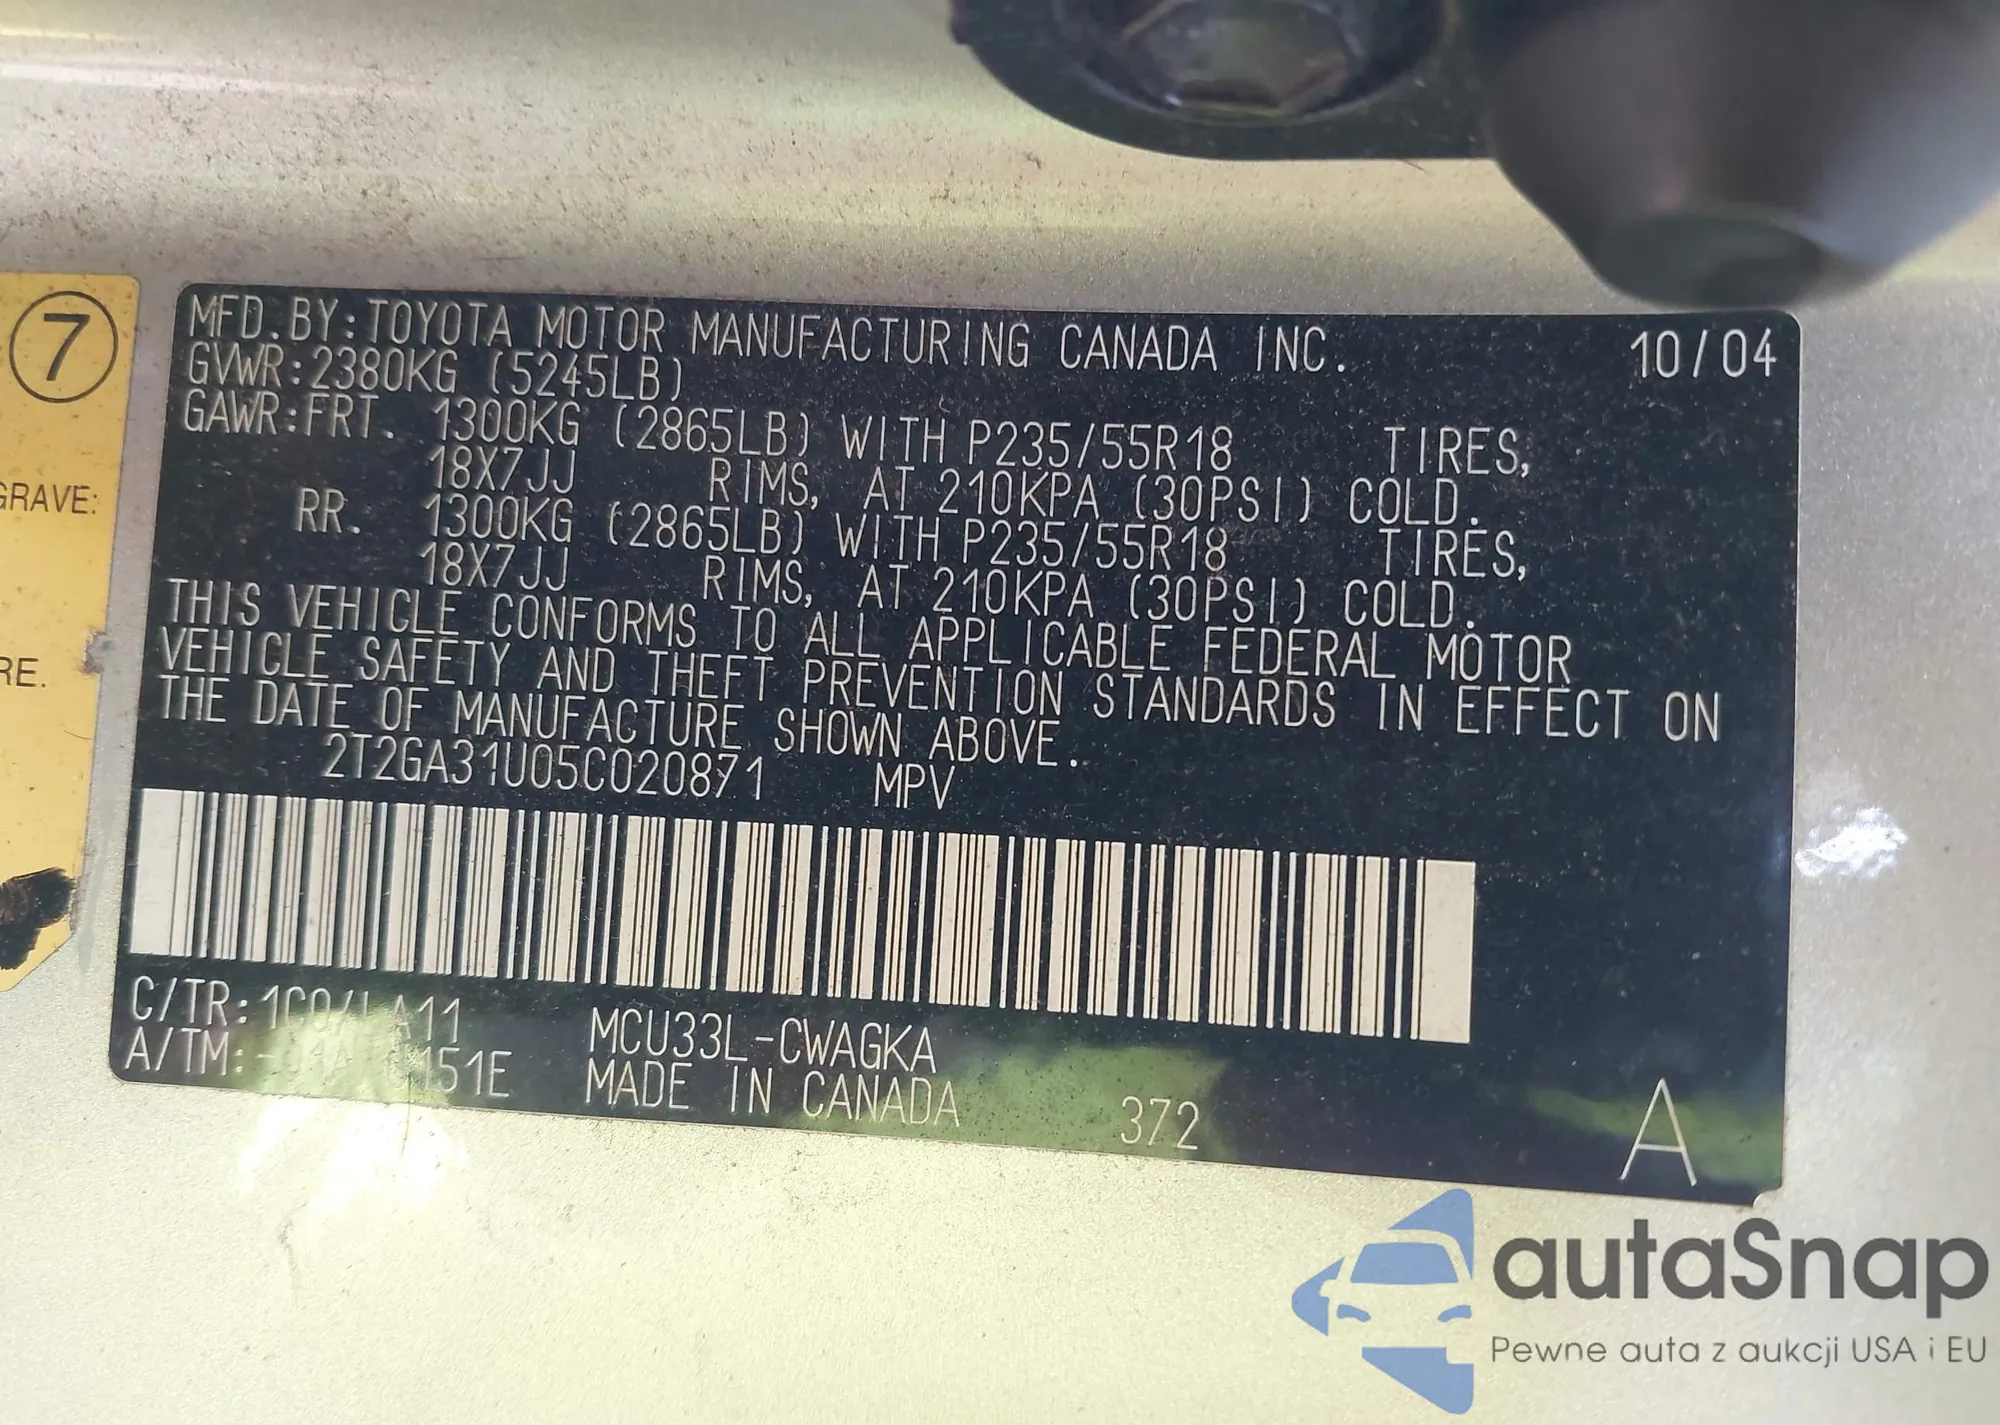 7
GRAVE:
RE.
MFD.BY:TOYOTA MOTOR MANUFACTURING CANADA INC. 10/04
GVWR:2380KG (5245LB)
GAWR:FRT. 1300KG (2865LB) WITH P235/55R18 TIRES,
18X7JJ RIMS, AT 210KPA (30PSI) COLD.
RR. 1300KG (2865LB) WITH P235/55R18 TIRES,
18X7JJ RIMS, AT 210KPA (30PSI) COLD.
THIS VEHICLE CONFORMS TO ALL APPLICABLE FEDERAL MOTOR
VEHICLE SAFETY AND THEFT PREVENTION STANDARDS IN EFFECT ON
THE DATE OF MANUFACTURE SHOWN ABOVE.
2T2GA31U05C020871 MPV
C/TR: MCU33L-CWAGKA
A/TM: MADE IN CANADA 372 A
autaSnap
Pewne auta z aukcji USA i EU